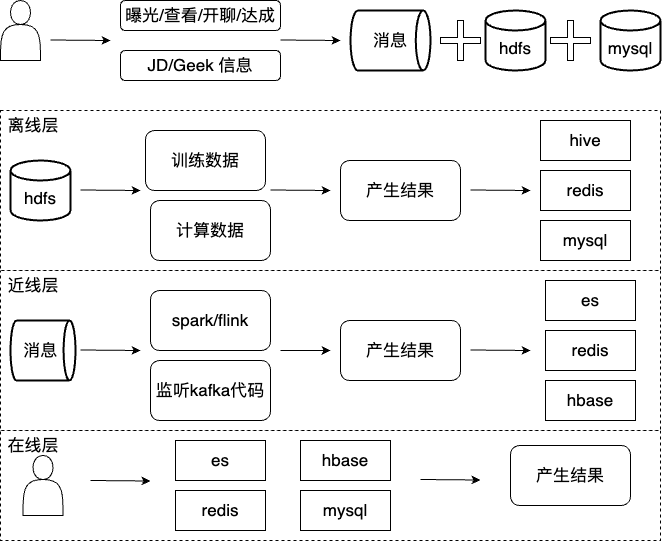 曝光/查看/开聊/达成
JD/Geek 信息
消息
hdfs
mysql
离线层
hdfs
训练数据
计算数据
产生结果
hive
redis
mysql
近线层
消息
spark/flink
监听kafka代码
产生结果
es
redis
hbase
在线层
es
hbase
redis
mysql
产生结果